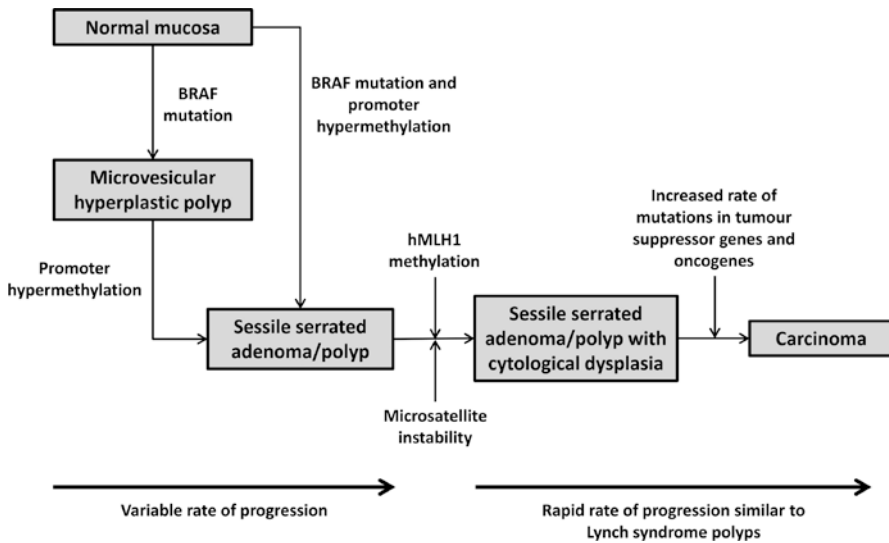 Normal mucosa
BRAF
mutation
BRAF mutation and
promoter
hypermethylation
Microvesicular
hyperplastic polyp
Increased rate of
mutations in tumour
suppressor genes and
oncogenes
Promoter
hypermethylation
hMLH1
methylation
Sessile serrated
adenoma/polyp
Sessile serrated
adenoma/polyp with
cytological dysplasia
Carcinoma
Microsatellite
instability
Variable rate of progression
Rapid rate of progression similar to
Lynch syndrome polyps